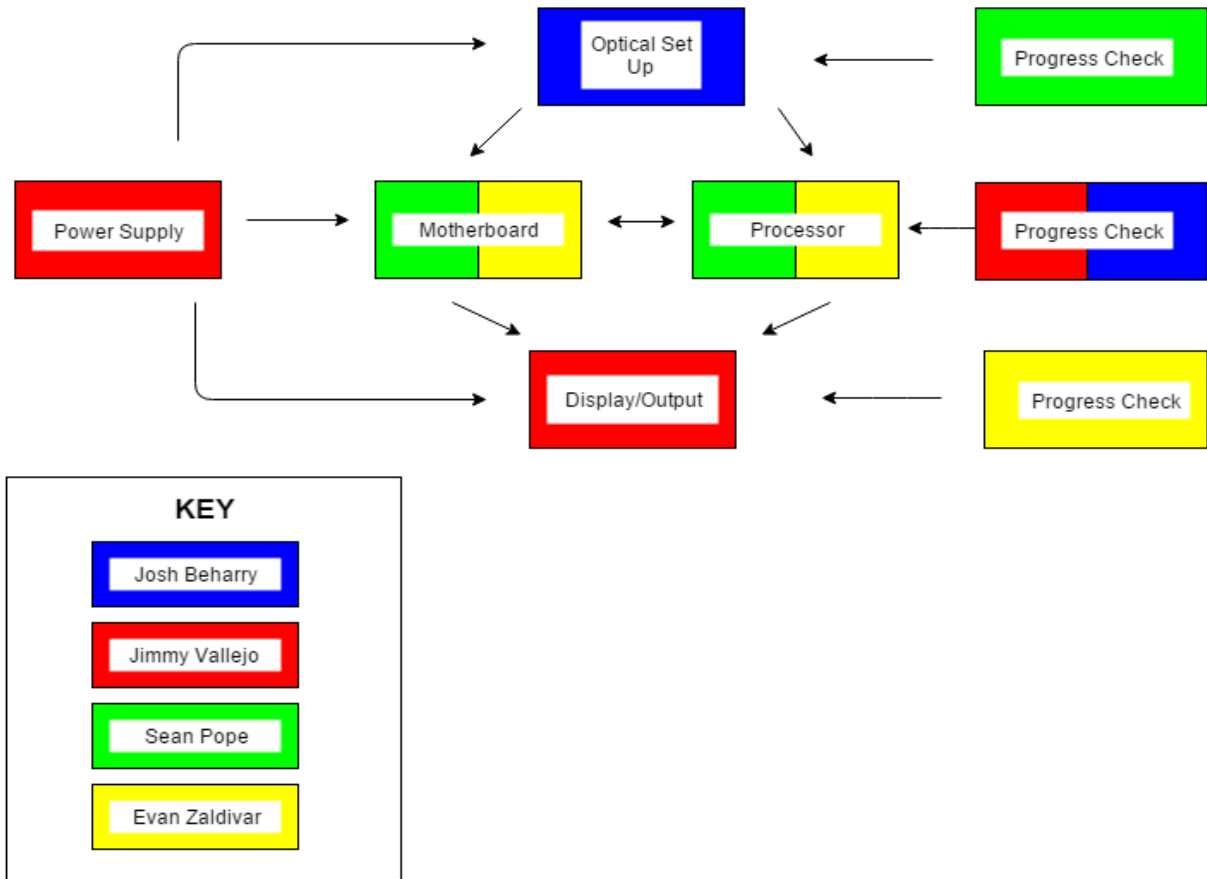 Optical Set
Up
Progress Check
Power Supply
Motherboard
Processor
Progress Check
Display/Output
Progress Check
KEY
Josh Beharry
Jimmy Vallejo
Sean Pope
Evan Zaldivar